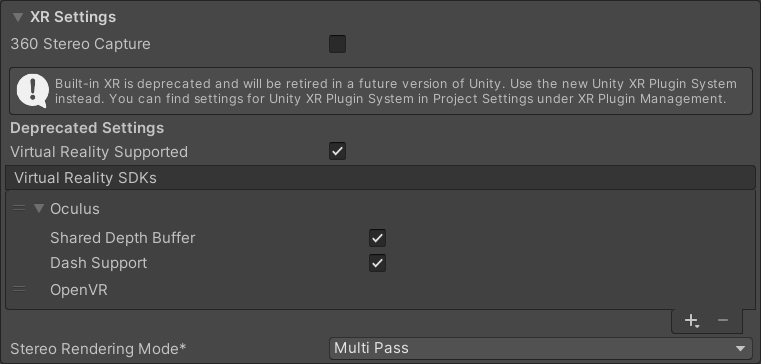 XR Settings
360 Stereo Capture
Built-in XR is deprecated and will be retired in a future version of Unity. Use the new Unity XR Plugin System
instead. You can find settings for Unity XR Plugin System in Project Settings under XR Plugin Management.
Deprecated Settings
Virtual Reality Supported
Virtual Reality SDKs
Oculus
Shared Depth Buffer
Dash Support
OpenVR
Stereo Rendering Mode* Multi Pass